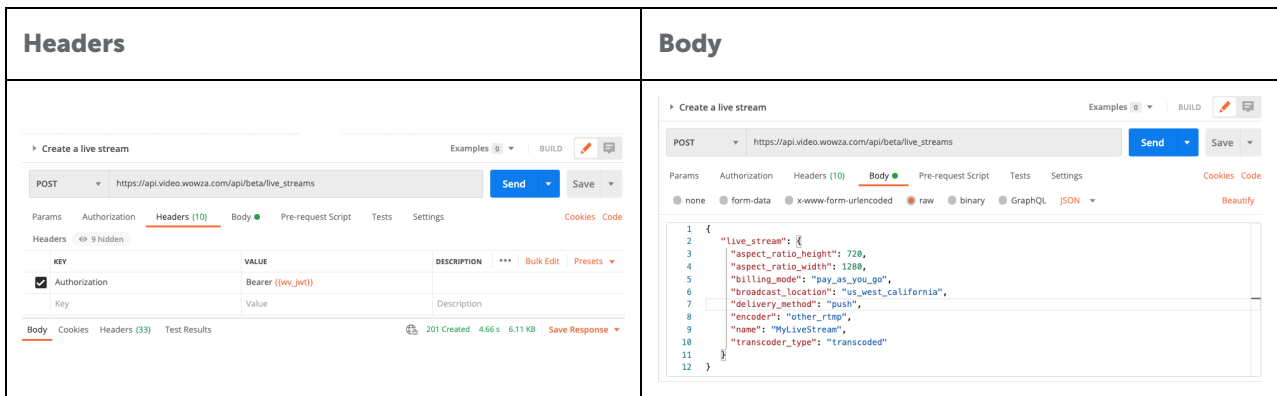 Headers
Body
Create a live stream Examples 0 BUILD
POST https://api.video.wowza.com/api/beta/live_streams Send Save
Params Authorization Headers (10) Body Pre-request Script Tests Settings Cookies Code
Headers 9 hidden
KEY VALUE DESCRIPTION ••• Bulk Edit Presets
Authorization Bearer {{wv_jwt}}
Key Value Description
Body Cookies Headers (33) Test Results 201 Created 4.66 s 6.11 KB Save Response
Create a live stream Examples 0 BUILD
POST https://api.video.wowza.com/api/beta/live_streams Send Save
Params Authorization Headers (10) Body Pre-request Script Tests Settings Cookies Code
none form-data x-www-form-urlencoded raw binary GraphQL JSON Beautify
1 {
2 "live_stream": {
3 "aspect_ratio_height": 720,
4 "aspect_ratio_width": 1280,
5 "billing_mode": "pay_as_you_go",
6 "broadcast_location": "us_west_california",
7 "delivery_method": "push",
8 "encoder": "other_rtmp",
9 "name": "MyLiveStream",
10 "transcoder_type": "transcoded"
11 }
12 }